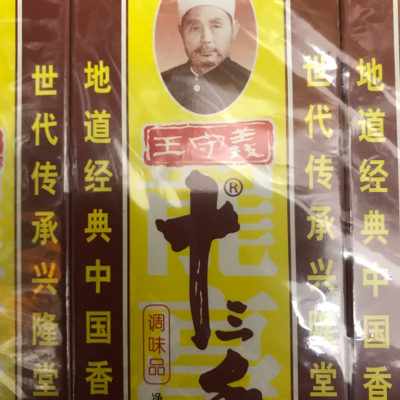 世代传承兴隆堂
地道经典中国香
王守義
十三香
®
调味品
世代传承兴隆堂
地道经典中国香